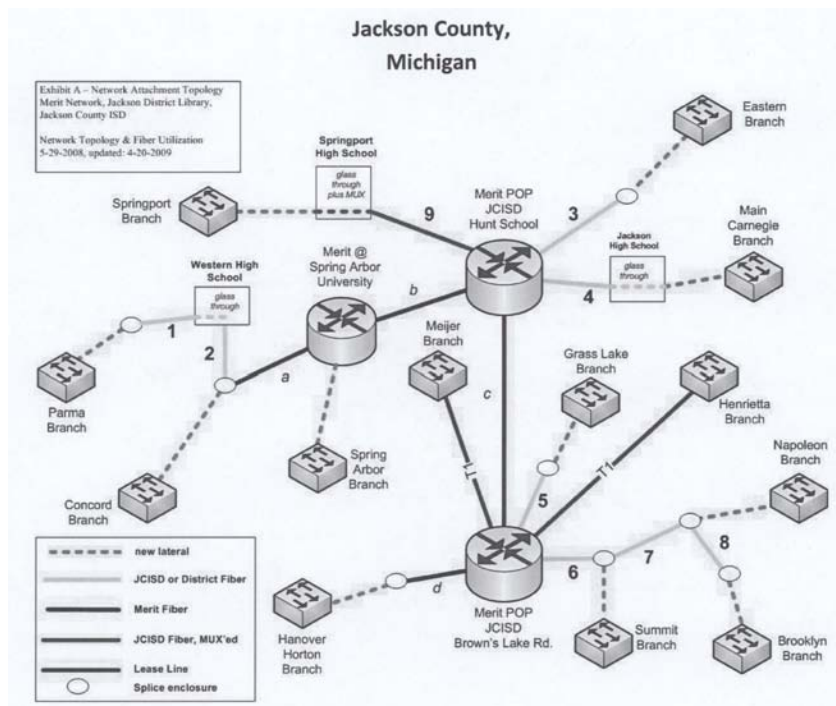 Jackson County,
Michigan
Exhibit A – Network Attachment Topology
Merit Network, Jackson District Library,
Jackson County ISD
Network Topology & Fiber Utilization
5-29-2008, updated: 4-20-2009
Springport
High School
glass
through
plus MUX
Springport
Branch
9
Merit POP
JCISD
Hunt School
3
Eastern
Branch
Main
Carnegie
Branch
Jackson
High School
glass
through
4
Western High
School
glass
through
Merit @
Spring Arbor
University
b
1
2
a
Parma
Branch
Concord
Branch
Spring
Arbor
Branch
Meijer
Branch
c
Grass Lake
Branch
Henrietta
Branch
T1
T1
5
Napoleon
Branch
6
7
8
d
Merit POP
JCISD
Brown's Lake Rd.
Hanover
Horton
Branch
Summit
Branch
Brooklyn
Branch
new lateral
JCISD or District Fiber
Merit Fiber
JCISD Fiber, MUX'ed
Lease Line
Splice enclosure